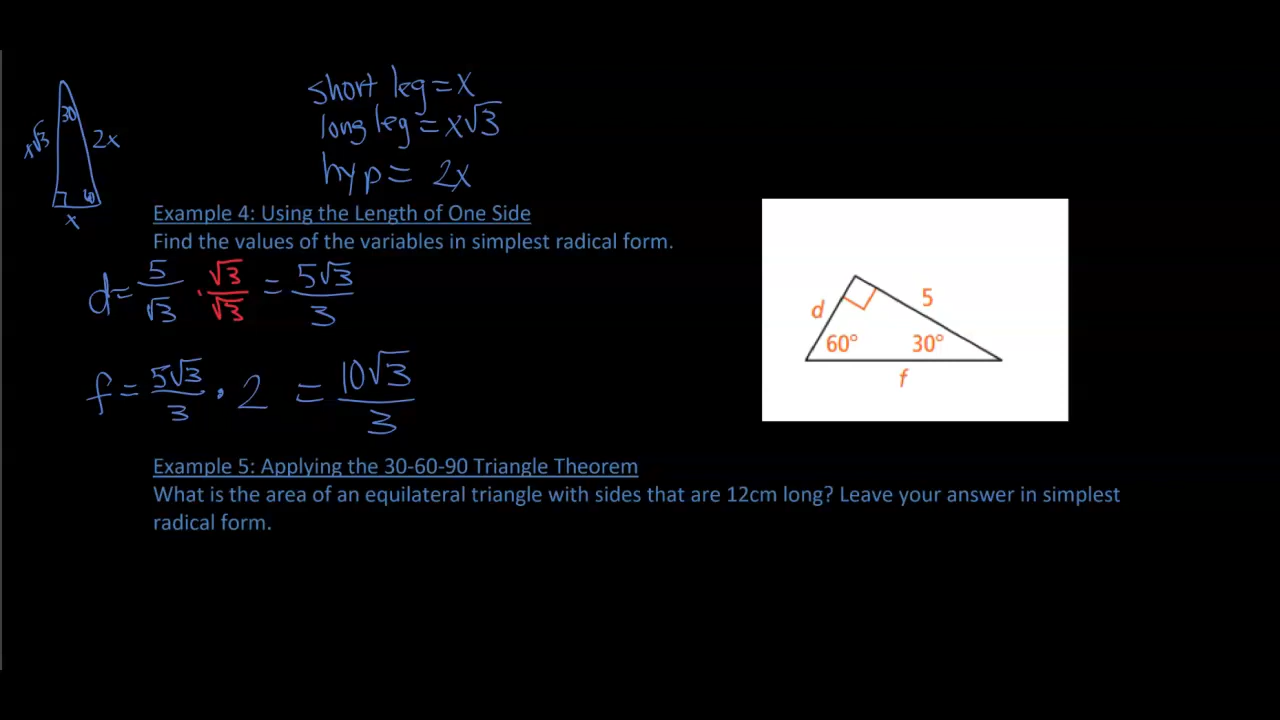 short leg = x
long leg = x√3
hyp = 2x
30
x√3
2x
60
x
Example 4: Using the Length of One Side
Find the values of the variables in simplest radical form.
d = 5/√3 · √3/√3 = 5√3/3
f = 5√3/3 · 2 = 10√3/3
d
5
60°
30°
f
Example 5: Applying the 30-60-90 Triangle Theorem
What is the area of an equilateral triangle with sides that are 12cm long? Leave your answer in simplest
radical form.